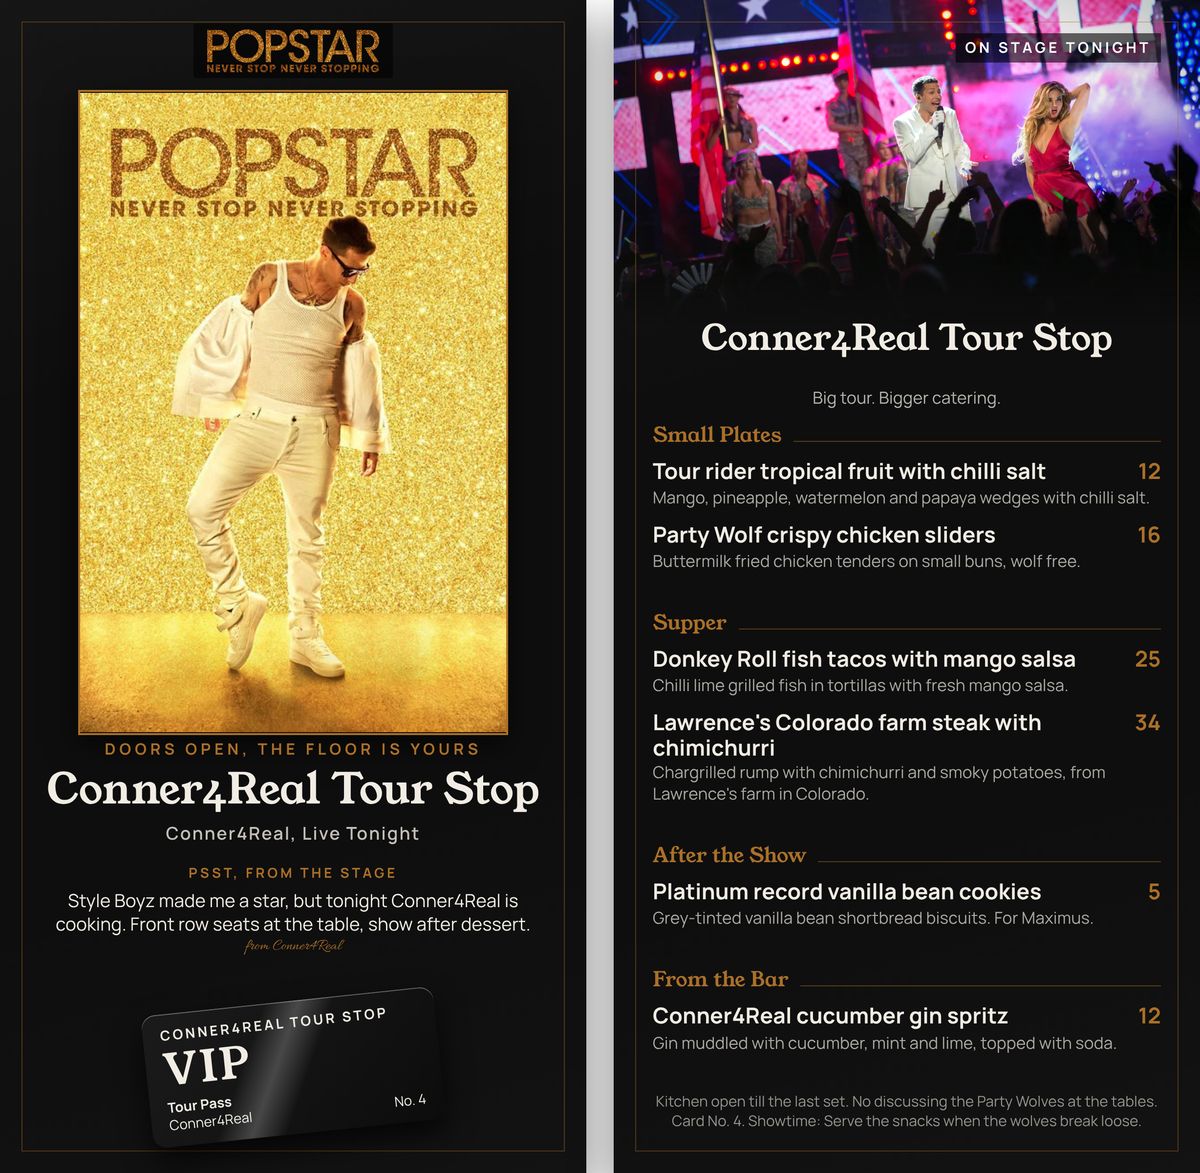 POPSTAR
NEVER STOP NEVER STOPPING
POPSTAR
NEVER STOP NEVER STOPPING
DOORS OPEN, THE FLOOR IS YOURS
Conner4Real Tour Stop
Conner4Real, Live Tonight
PSST, FROM THE STAGE
Style Boyz made me a star, but tonight Conner4Real is
cooking. Front row seats at the table, show after dessert.
from Conner4Real
CONNER4REAL TOUR STOP
VIP
Tour Pass
Conner4Real
No. 4
ON STAGE TONIGHT
Conner4Real Tour Stop
Big tour. Bigger catering.
Small Plates
Tour rider tropical fruit with chilli salt 12
Mango, pineapple, watermelon and papaya wedges with chilli salt.
Party Wolf crispy chicken sliders 16
Buttermilk fried chicken tenders on small buns, wolf free.
Supper
Donkey Roll fish tacos with mango salsa 25
Chilli lime grilled fish in tortillas with fresh mango salsa.
Lawrence's Colorado farm steak with 34
chimichurri
Chargrilled rump with chimichurri and smoky potatoes, from
Lawrence's farm in Colorado.
After the Show
Platinum record vanilla bean cookies 5
Grey-tinted vanilla bean shortbread biscuits. For Maximus.
From the Bar
Conner4Real cucumber gin spritz 12
Gin muddled with cucumber, mint and lime, topped with soda.
Kitchen open till the last set. No discussing the Party Wolves at the tables.
Card No. 4. Showtime: Serve the snacks when the wolves break loose.